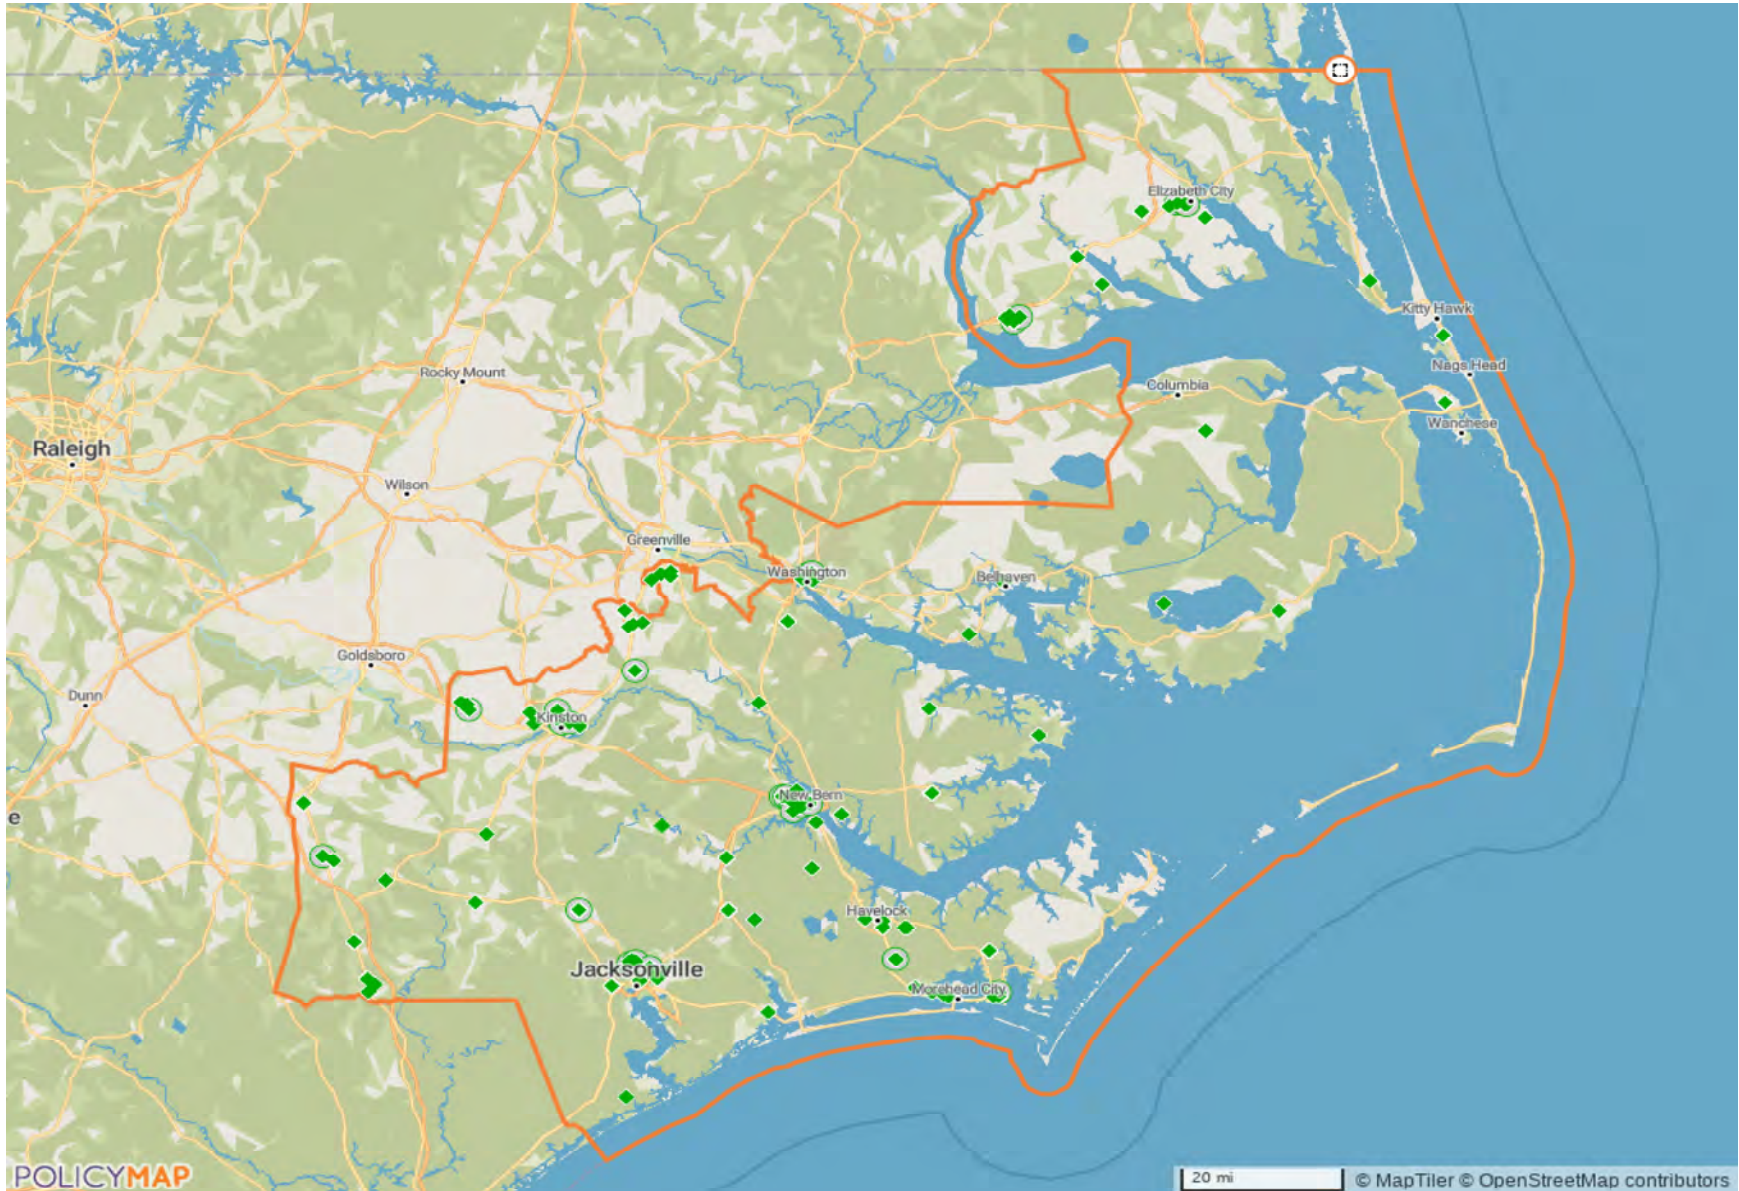 Elizabeth City
Kitty Hawk
Nags Head
Rocky Mount
Columbia
Wanchese
Raleigh
Wilson
Greenville
Washington
Belhaven
Goldsboro
Dunn
Kinston
New Bern
e
Havelock
Jacksonville
Morehead City
POLICYMAP
20 mi
© MapTiler © OpenStreetMap contributors